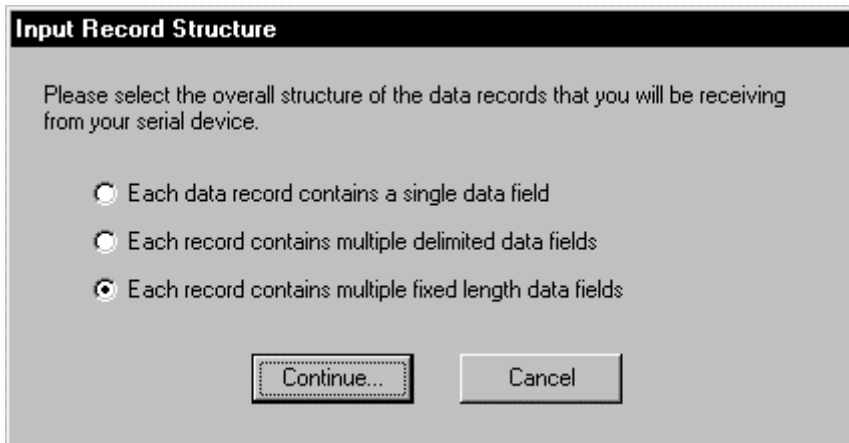 Input Record Structure
Please select the overall structure of the data records that you will be receiving
from your serial device.
Each data record contains a single data field
Each record contains multiple delimited data fields
Each record contains multiple fixed length data fields
Continue...
Cancel